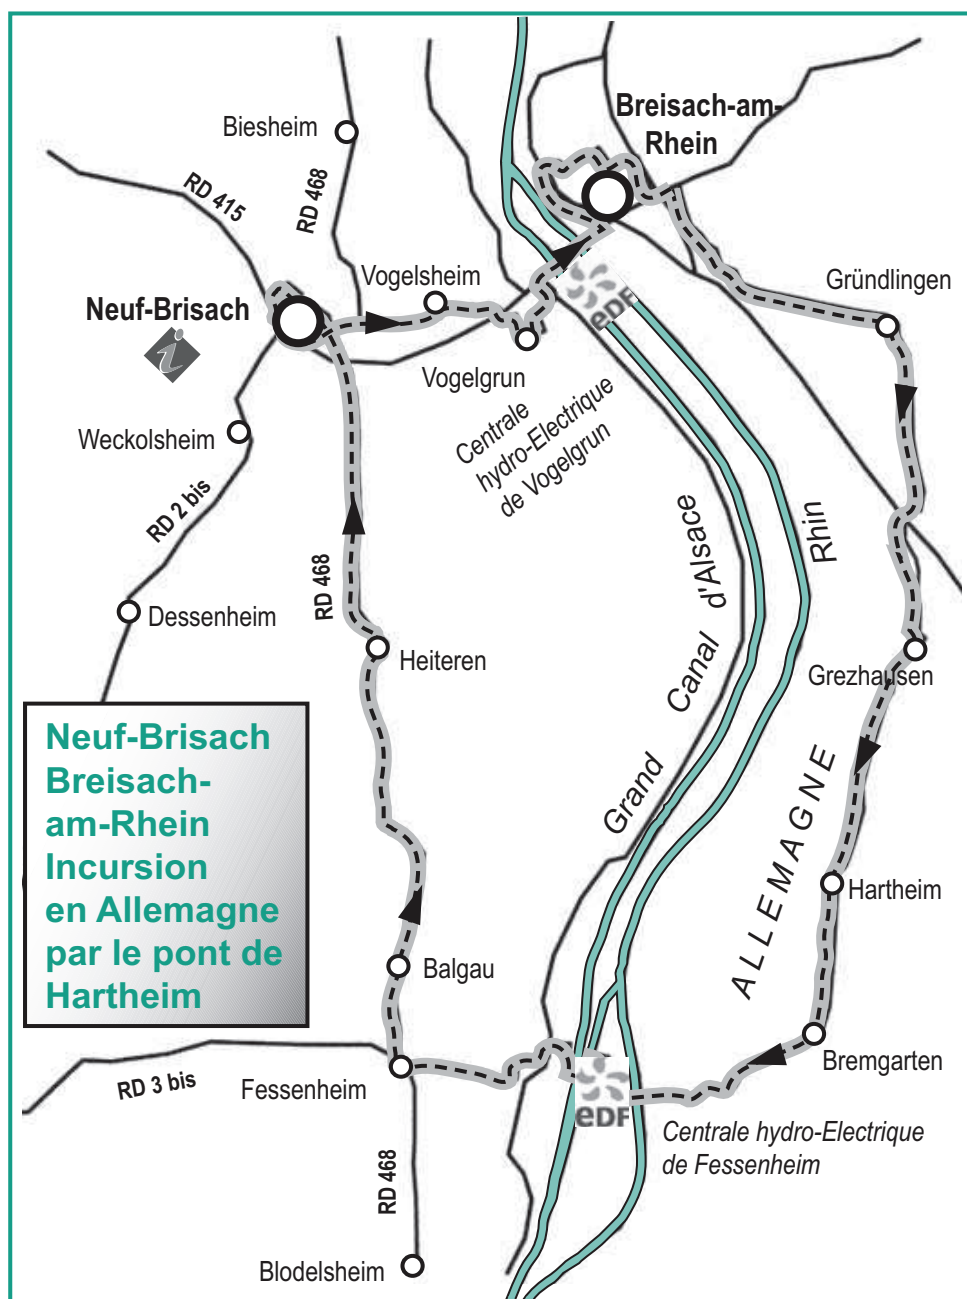 Breisach-am-
Rhein
Biesheim
RD 415
RD 468
Vogelsheim
Gründlingen
Neuf-Brisach
i
eDF
Vogelgrun
Centrale
hydro-Electrique
de Vogelgrun
Weckolsheim
RD 2 bis
RD 468
Grand Canal d'Alsace
Rhin
Dessenheim
Heiteren
Grezhausen
Neuf-Brisach
Breisach-
am-Rhein
Incursion
en Allemagne
par le pont de
Hartheim
ALLEMAGNE
Hartheim
Balgau
Bremgarten
RD 3 bis
Fessenheim
eDF
Centrale hydro-Electrique
de Fessenheim
RD 468
Blodelsheim